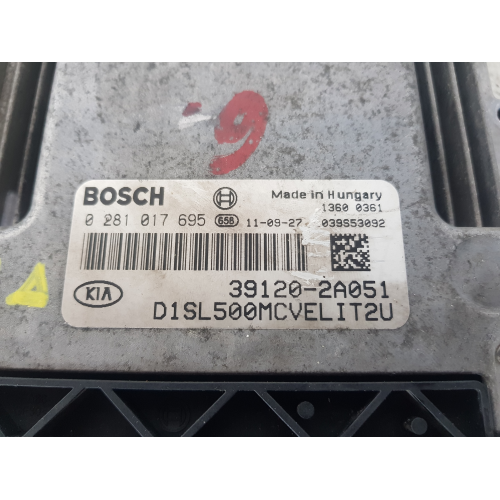 -9
BOSCH Made in Hungary
1360 0361
0 281 017 695 658 11-09-27 039S53092
KIA 39120-2A051
D1SL500MCVELIT2U